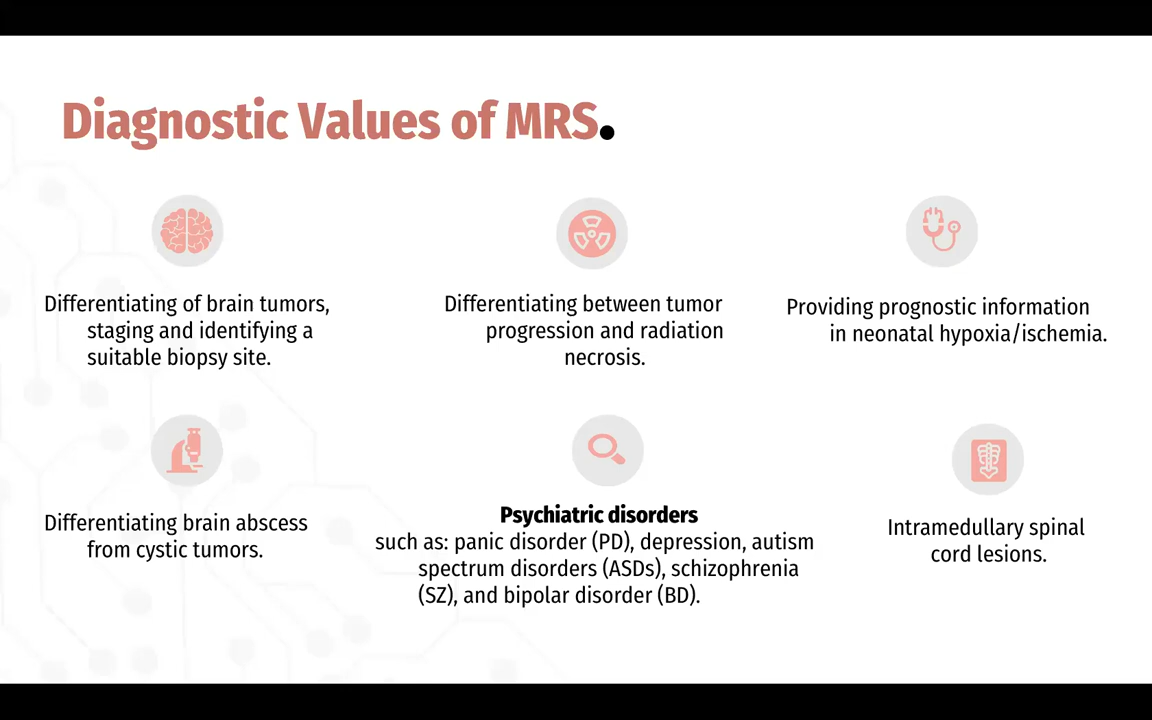 Diagnostic Values of MRS.
Differentiating of brain tumors,
staging and identifying a
suitable biopsy site.
Differentiating between tumor
progression and radiation
necrosis.
Providing prognostic information
in neonatal hypoxia/ischemia.
Differentiating brain abscess
from cystic tumors.
Psychiatric disorders
such as: panic disorder (PD), depression, autism
spectrum disorders (ASDs), schizophrenia
(SZ), and bipolar disorder (BD).
Intramedullary spinal
cord lesions.